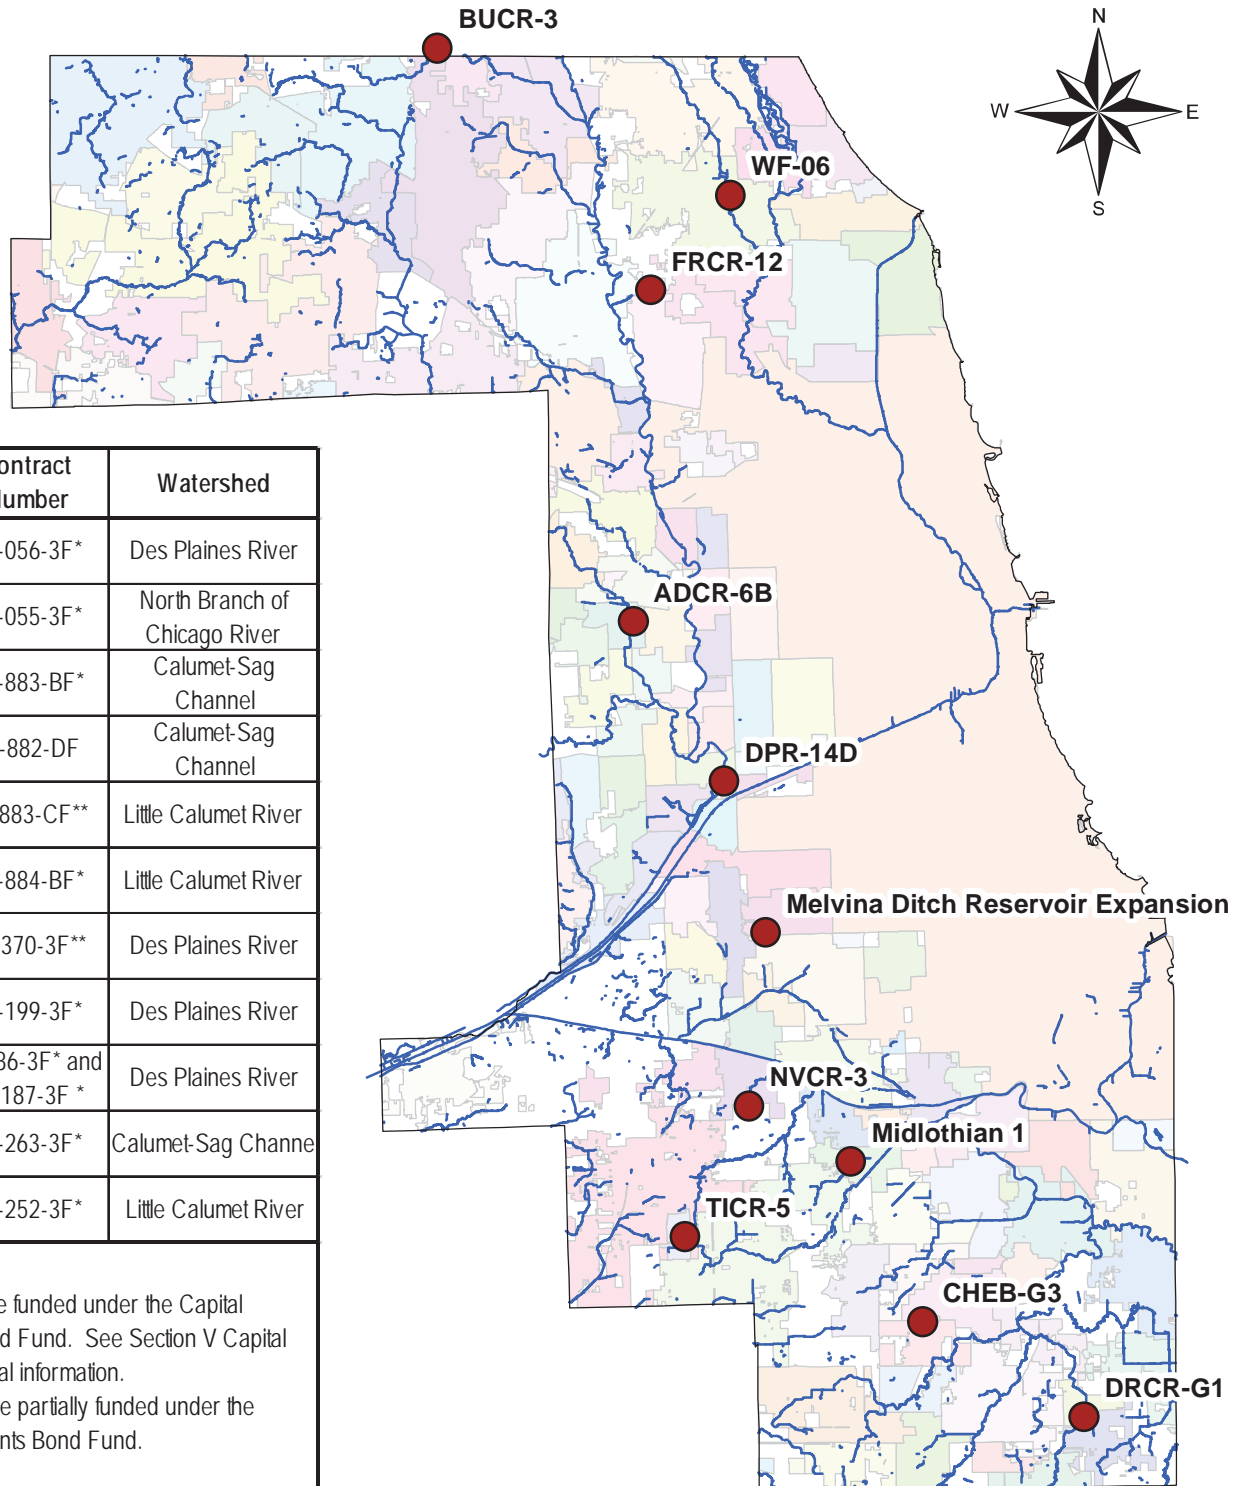 BUCR-3
N
W
E
S
WF-06
FRCR-12
ontract Watershed
umber
-056-3F* Des Plaines River
-055-3F* North Branch of
Chicago River
-883-BF* Calumet-Sag
Channel
-882-DF Calumet-Sag
Channel
883-CF** Little Calumet River
-884-BF* Little Calumet River
370-3F** Des Plaines River
-199-3F* Des Plaines River
36-3F* and Des Plaines River
187-3F *
-263-3F* Calumet-Sag Channe
-252-3F* Little Calumet River
e funded under the Capital
d Fund. See Section V Capital
al information.
e partially funded under the
nts Bond Fund.
ADCR-6B
DPR-14D
Melvina Ditch Reservoir Expansion
NVCR-3
Midlothian 1
TICR-5
CHEB-G3
DRCR-G1